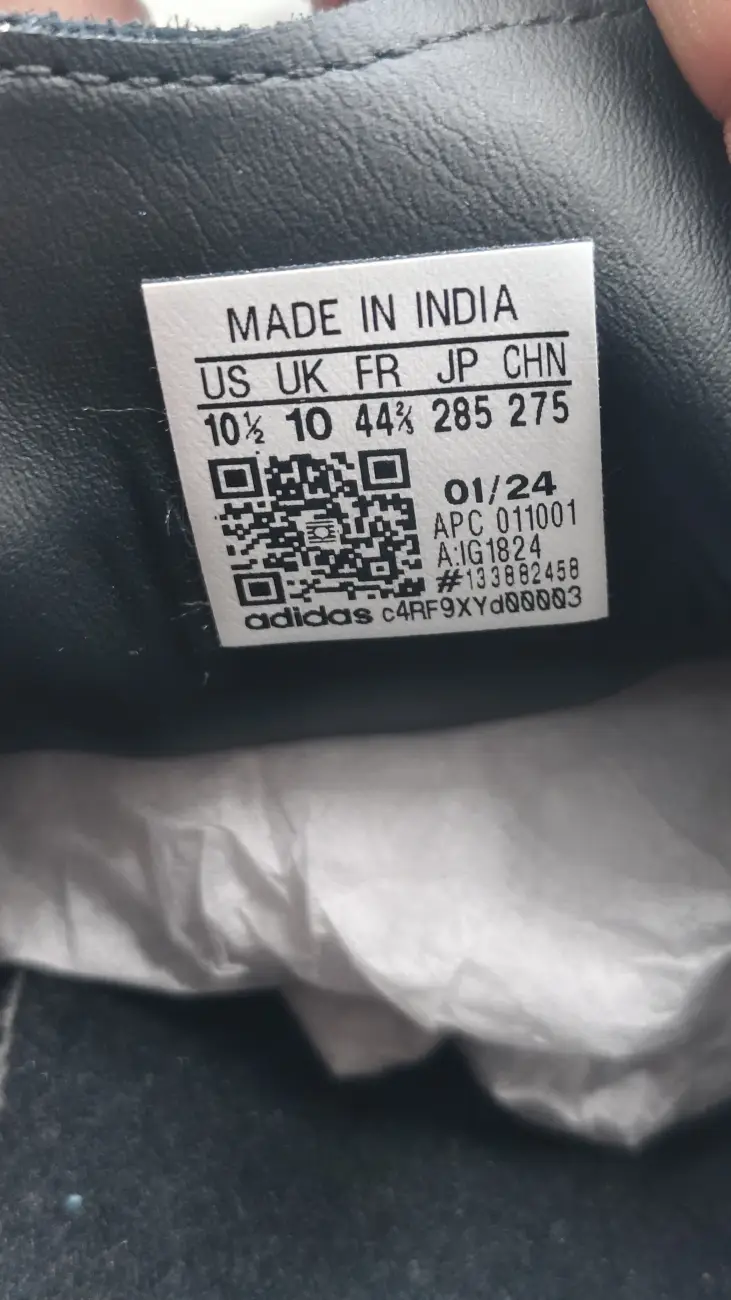 MADE IN INDIA
US UK FR JP CHN
10½ 10 44⅔ 285 275
01/24
APC 011001
A:IG1824
#133882458
adidas c4RF9XYd00003